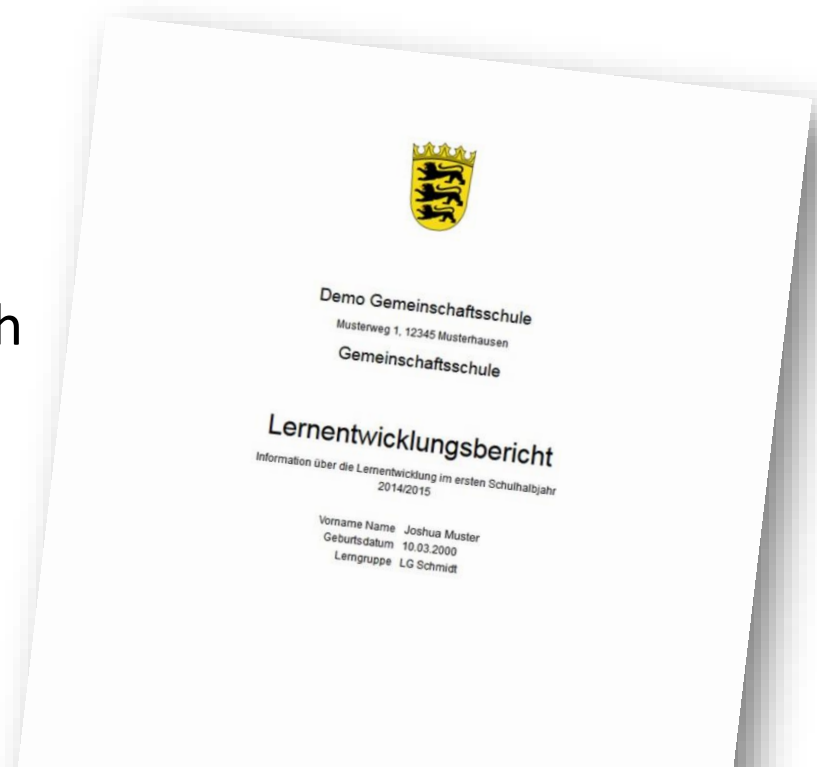 h
Demo Gemeinschaftsschule
Musterweg 1, 12345 Musterhausen
Gemeinschaftsschule
Lernentwicklungsbericht
Information über die Lernentwicklung im ersten Schulhalbjahr
2014/2015
Vorname Name Joshua Muster
Geburtsdatum 10.03.2000
Lerngruppe LG Schmidt